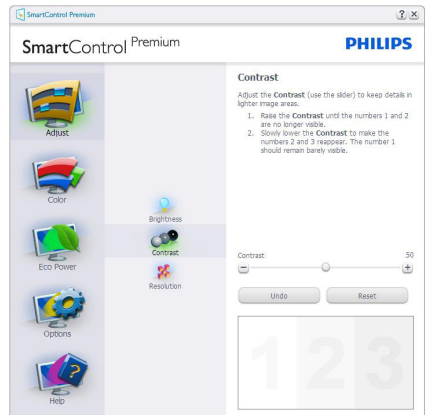 SmartControl Premium
SmartControl Premium
PHILIPS
Adjust
Color
Eco Power
Options
Help
Brightness
Contrast
Resolution
Contrast
Adjust the Contrast (use the slider) to keep details in
lighter image areas.
1. Raise the Contrast until the numbers 1 and 2
are no longer visible.
2. Slowly lower the Contrast to make the
numbers 2 and 3 reappear. The number 1
should remain barely visible.
Contrast 50
Undo Reset
1 2 3